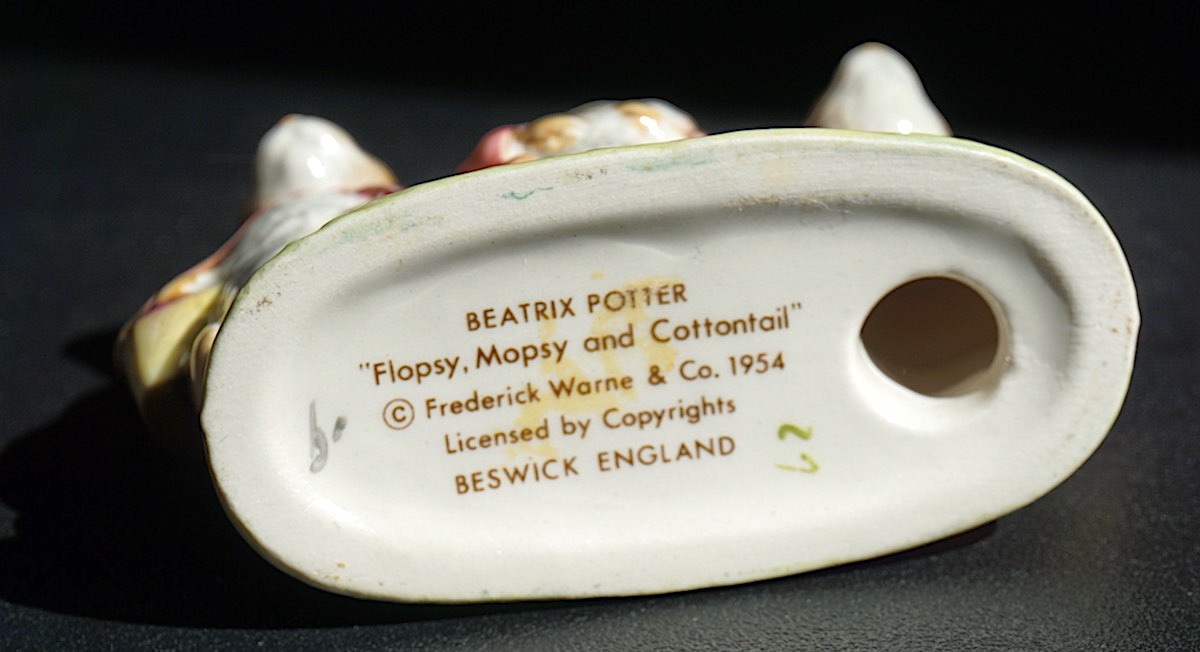 BEATRIX POTTER
"Flopsy, Mopsy and Cottontail"
© Frederick Warne & Co. 1954
Licensed by Copyrights
BESWICK ENGLAND